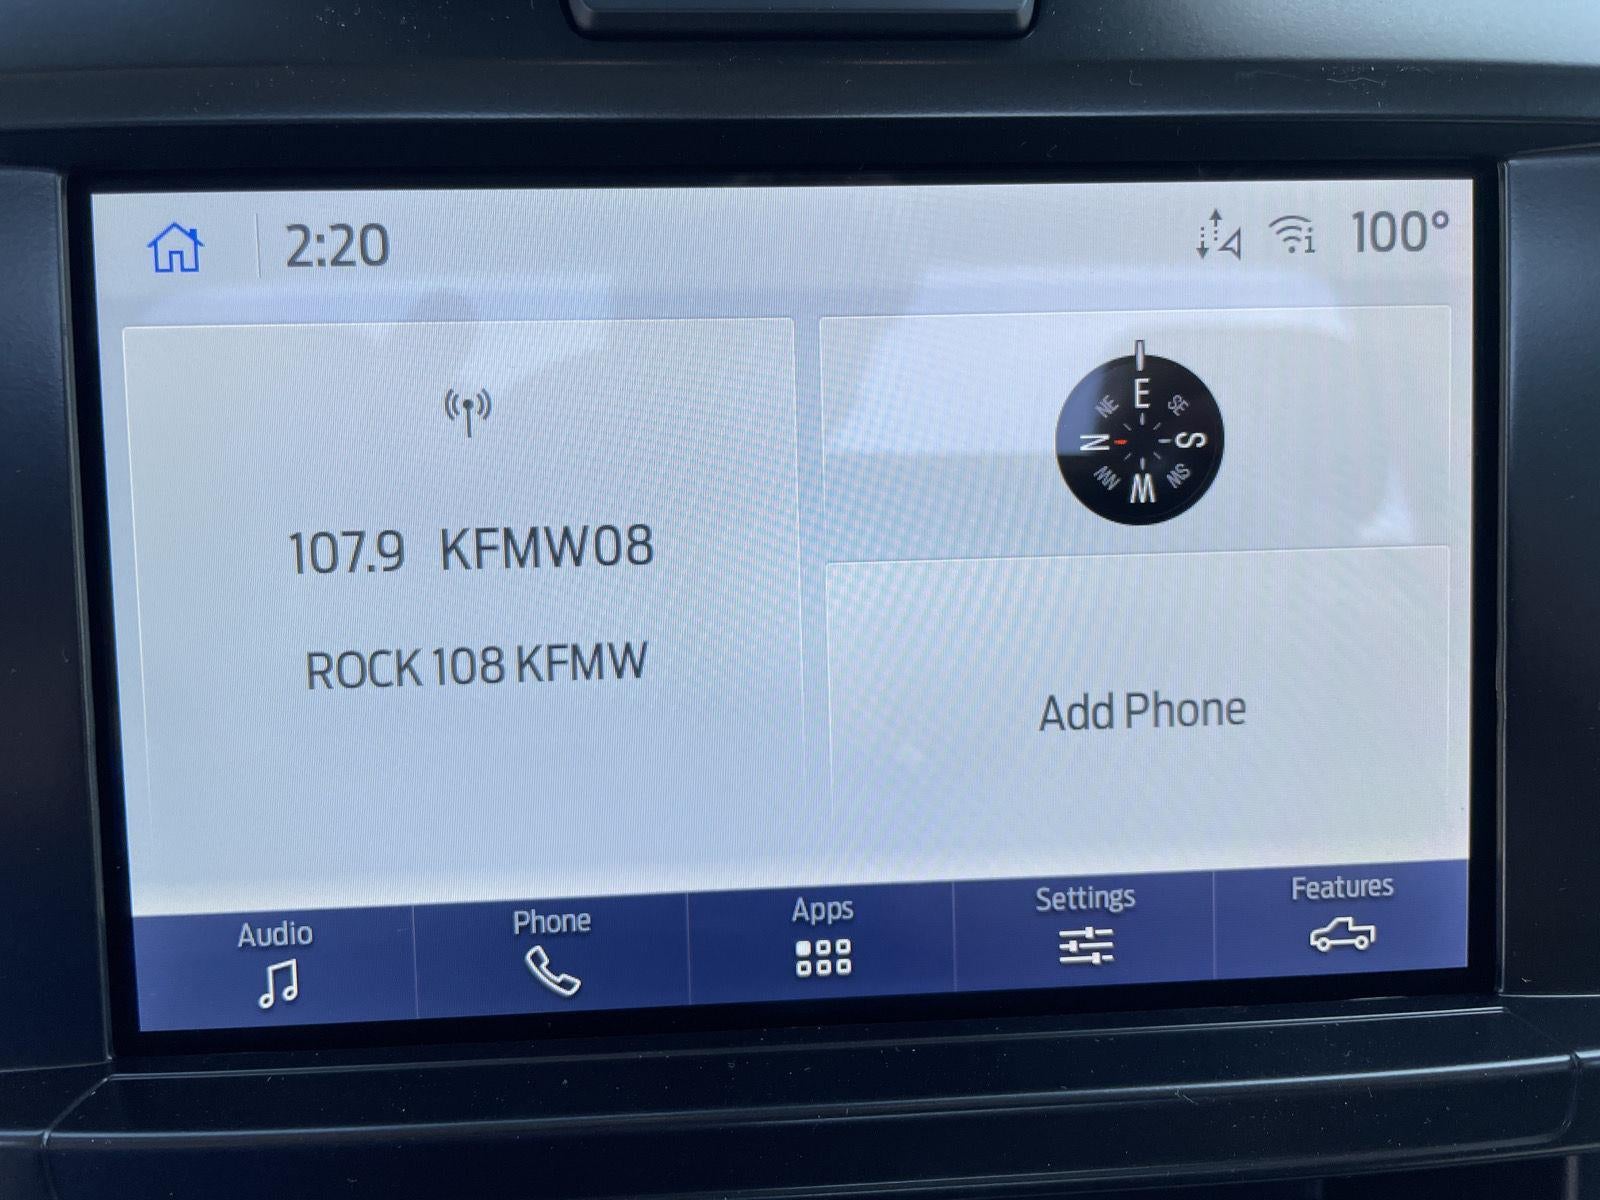 2:20
100°
107.9 KFMW08
ROCK 108 KFMW
E
NE
SE
N
S
NW
SW
W
Add Phone
Audio
Phone
Apps
Settings
Features